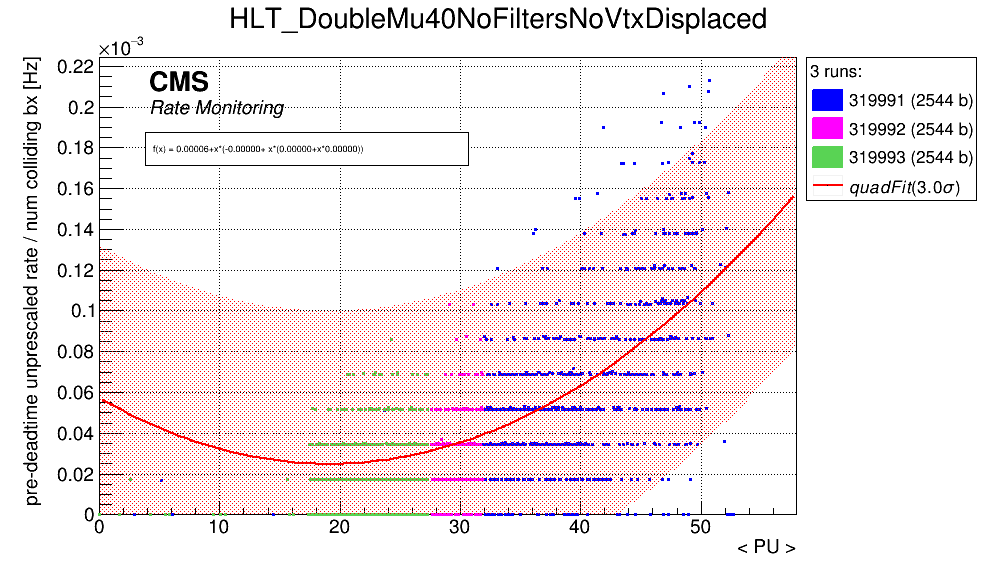 HLT_DoubleMu40NoFiltersNoVtxDisplaced
×10⁻³
CMS
Rate Monitoring
f(x) = 0.00006+x*(-0.00000+ x*(0.00000+x*0.00000))
pre-deadtime unprescaled rate / num colliding bx [Hz]
0.22
0.2
0.18
0.16
0.14
0.12
0.1
0.08
0.06
0.04
0.02
0
0 10 20 30 40 50
< PU >
3 runs:
319991 (2544 b)
319992 (2544 b)
319993 (2544 b)
quadFit(3.0σ)